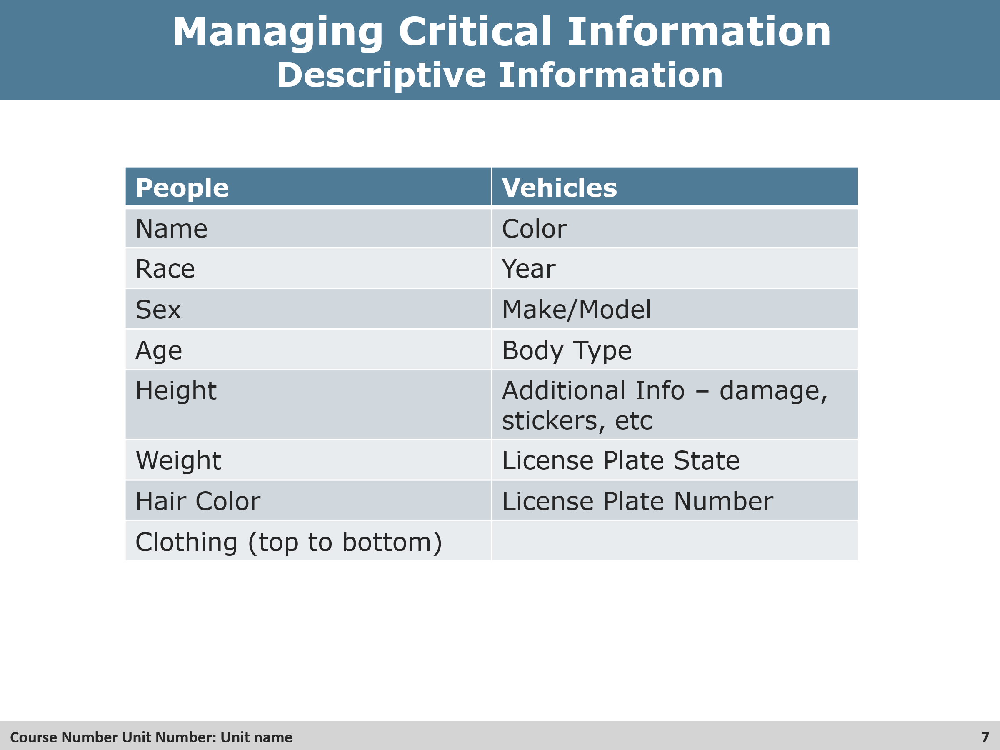 Managing Critical Information
Descriptive Information
People
Vehicles
Name
Color
Race
Year
Sex
Make/Model
Age
Body Type
Height
Additional Info – damage,
stickers, etc
Weight
License Plate State
Hair Color
License Plate Number
Clothing (top to bottom)
Course Number Unit Number: Unit name
7